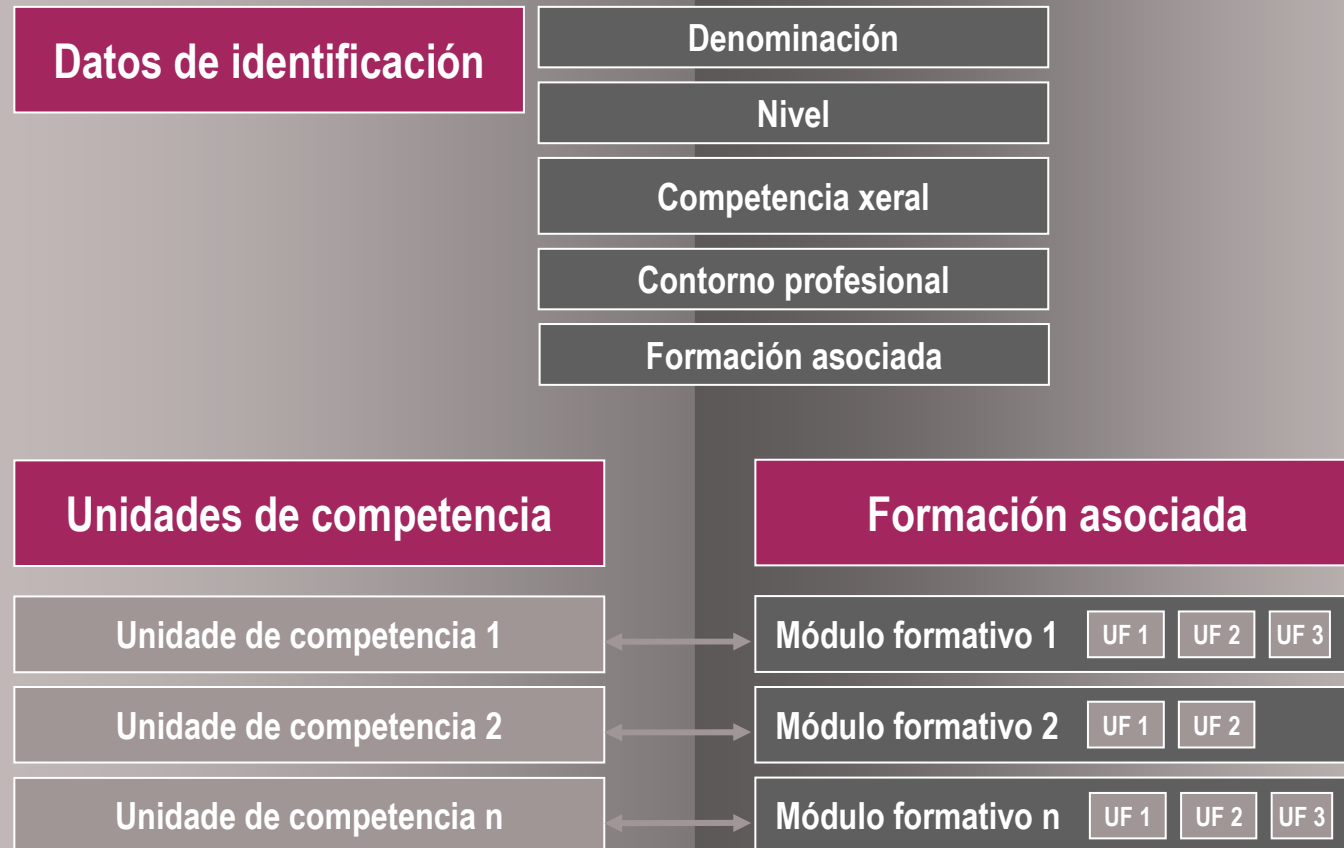 Datos de identificación
Denominación
Nivel
Competencia xeral
Contorno profesional
Formación asociada
Unidades de competencia
Formación asociada
Unidade de competencia 1
Módulo formativo 1 UF 1 UF 2 UF 3
Unidade de competencia 2
Módulo formativo 2 UF 1 UF 2
Unidade de competencia n
Módulo formativo n UF 1 UF 2 UF 3